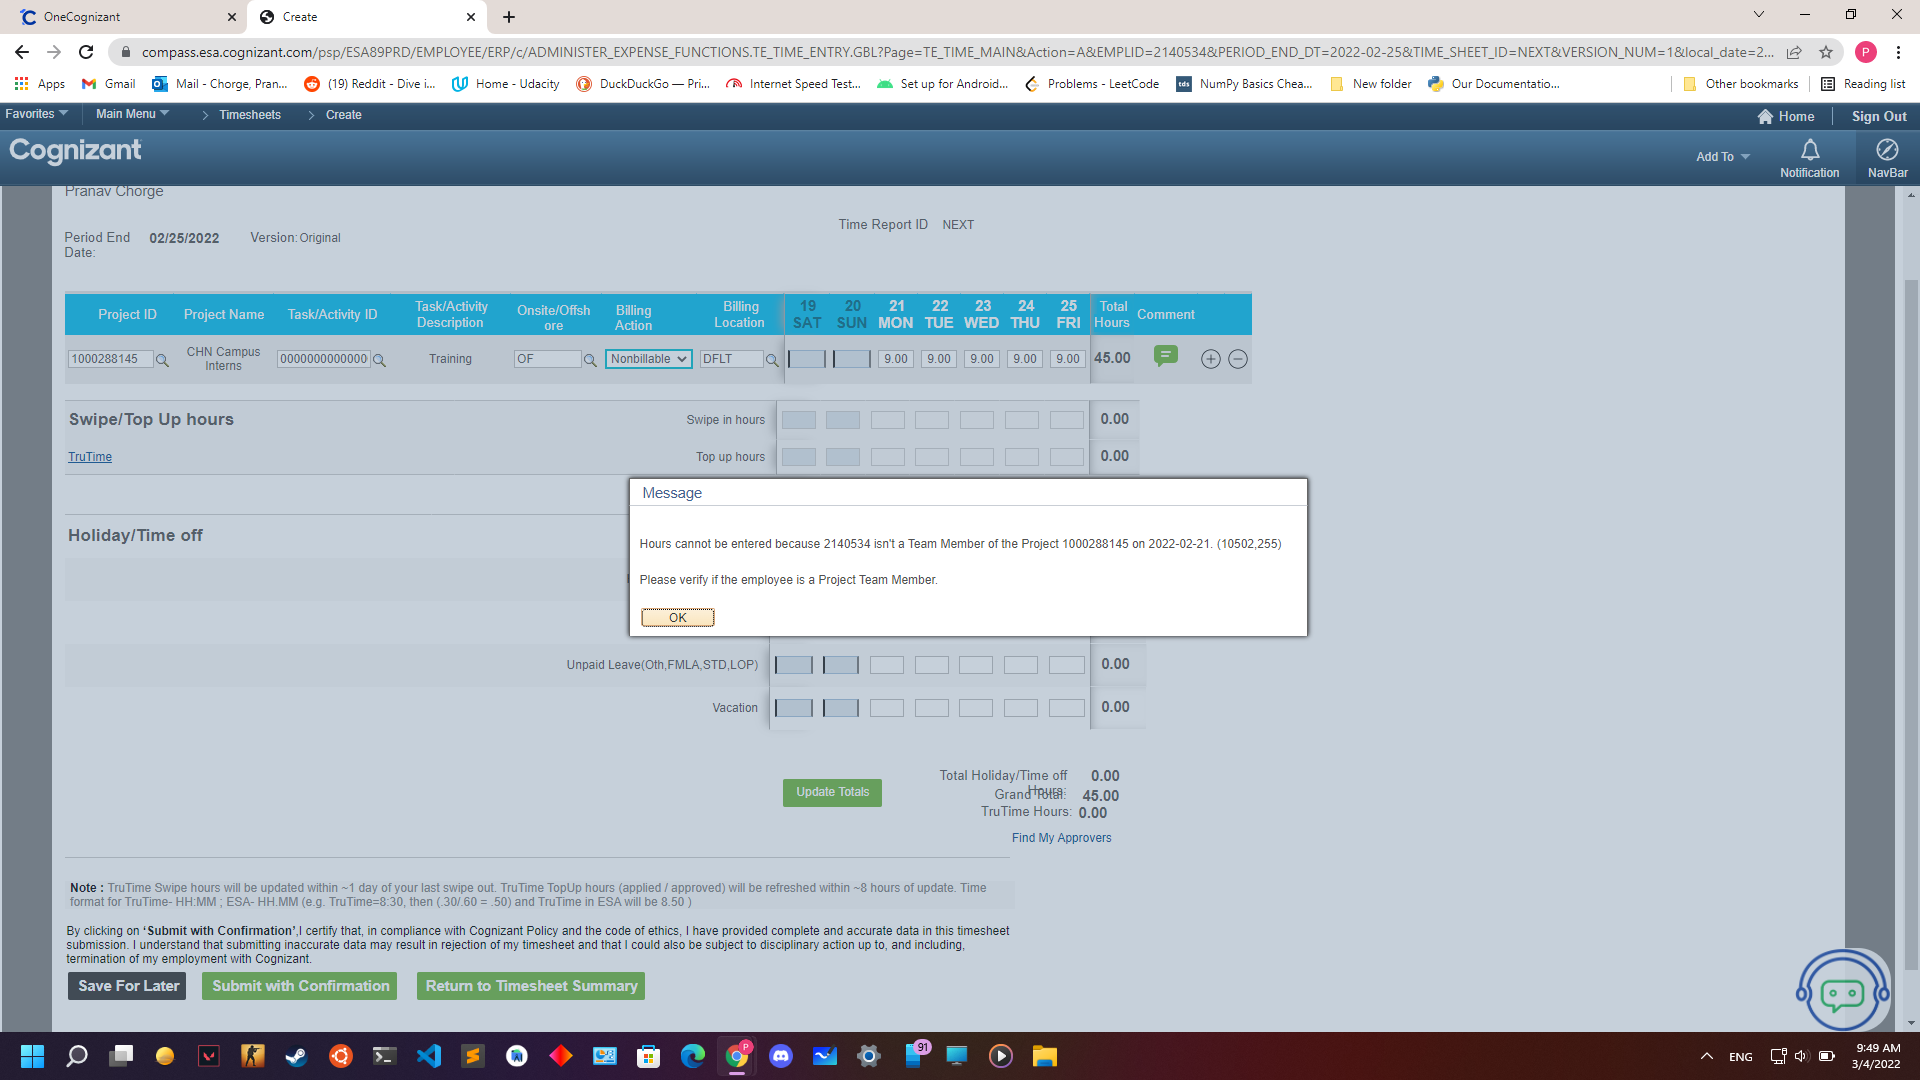 OneCognizant
Create
compass.esa.cognizant.com/psp/ESA89PRD/EMPLOYEE/ERP/c/ADMINISTER_EXPENSE_FUNCTIONS.TE_TIME_ENTRY.GBL?Page=TE_TIME_MAIN&Action=A&EMPLID=2140534&PERIOD_END_DT=2022-02-25&TIME_SHEET_ID=NEXT&VERSION_NUM=1&local_date=2...
P
Apps Gmail Mail - Chorge, Pran... (19) Reddit - Dive i... Home - Udacity DuckDuckGo — Pri... Internet Speed Test... Set up for Android... Problems - LeetCode tds NumPy Basics Chea... New folder Our Documentatio... Other bookmarks Reading list
Favorites Main Menu > Timesheets > Create Home Sign Out
Cognizant
Add To Notification NavBar
Pranav Chorge
Time Report ID NEXT
Period End Date: 02/25/2022 Version: Original
Project ID Project Name Task/Activity ID Task/Activity Description Onsite/Offshore Billing Action Billing Location 19 SAT 20 SUN 21 MON 22 TUE 23 WED 24 THU 25 FRI Total Hours Comment
1000288145 CHN Campus Interns 0000000000000 Training OF Nonbillable DFLT 9.00 9.00 9.00 9.00 9.00 45.00
Swipe/Top Up hours Swipe in hours 0.00
TruTime Top up hours 0.00
Message
Holiday/Time off
Hours cannot be entered because 2140534 isn't a Team Member of the Project 1000288145 on 2022-02-21. (10502,255)
Please verify if the employee is a Project Team Member.
OK
Unpaid Leave(Oth,FMLA,STD,LOP) 0.00
Vacation 0.00
Total Holiday/Time off Hours: 0.00
Update Totals
Grand Total: 45.00
TruTime Hours: 0.00
Find My Approvers
Note : TruTime Swipe hours will be updated within ~1 day of your last swipe out. TruTime TopUp hours (applied / approved) will be refreshed within ~8 hours of update. Time
format for TruTime- HH:MM ; ESA- HH.MM (e.g. TruTime=8:30, then (.30/.60 = .50) and TruTime in ESA will be 8.50 )
By clicking on ‘Submit with Confirmation’,I certify that, in compliance with Cognizant Policy and the code of ethics, I have provided complete and accurate data in this timesheet
submission. I understand that submitting inaccurate data may result in rejection of my timesheet and that I could also be subject to disciplinary action up to, and including,
termination of my employment with Cognizant.
Save For Later Submit with Confirmation Return to Timesheet Summary
P
91
ENG
9:49 AM
3/4/2022